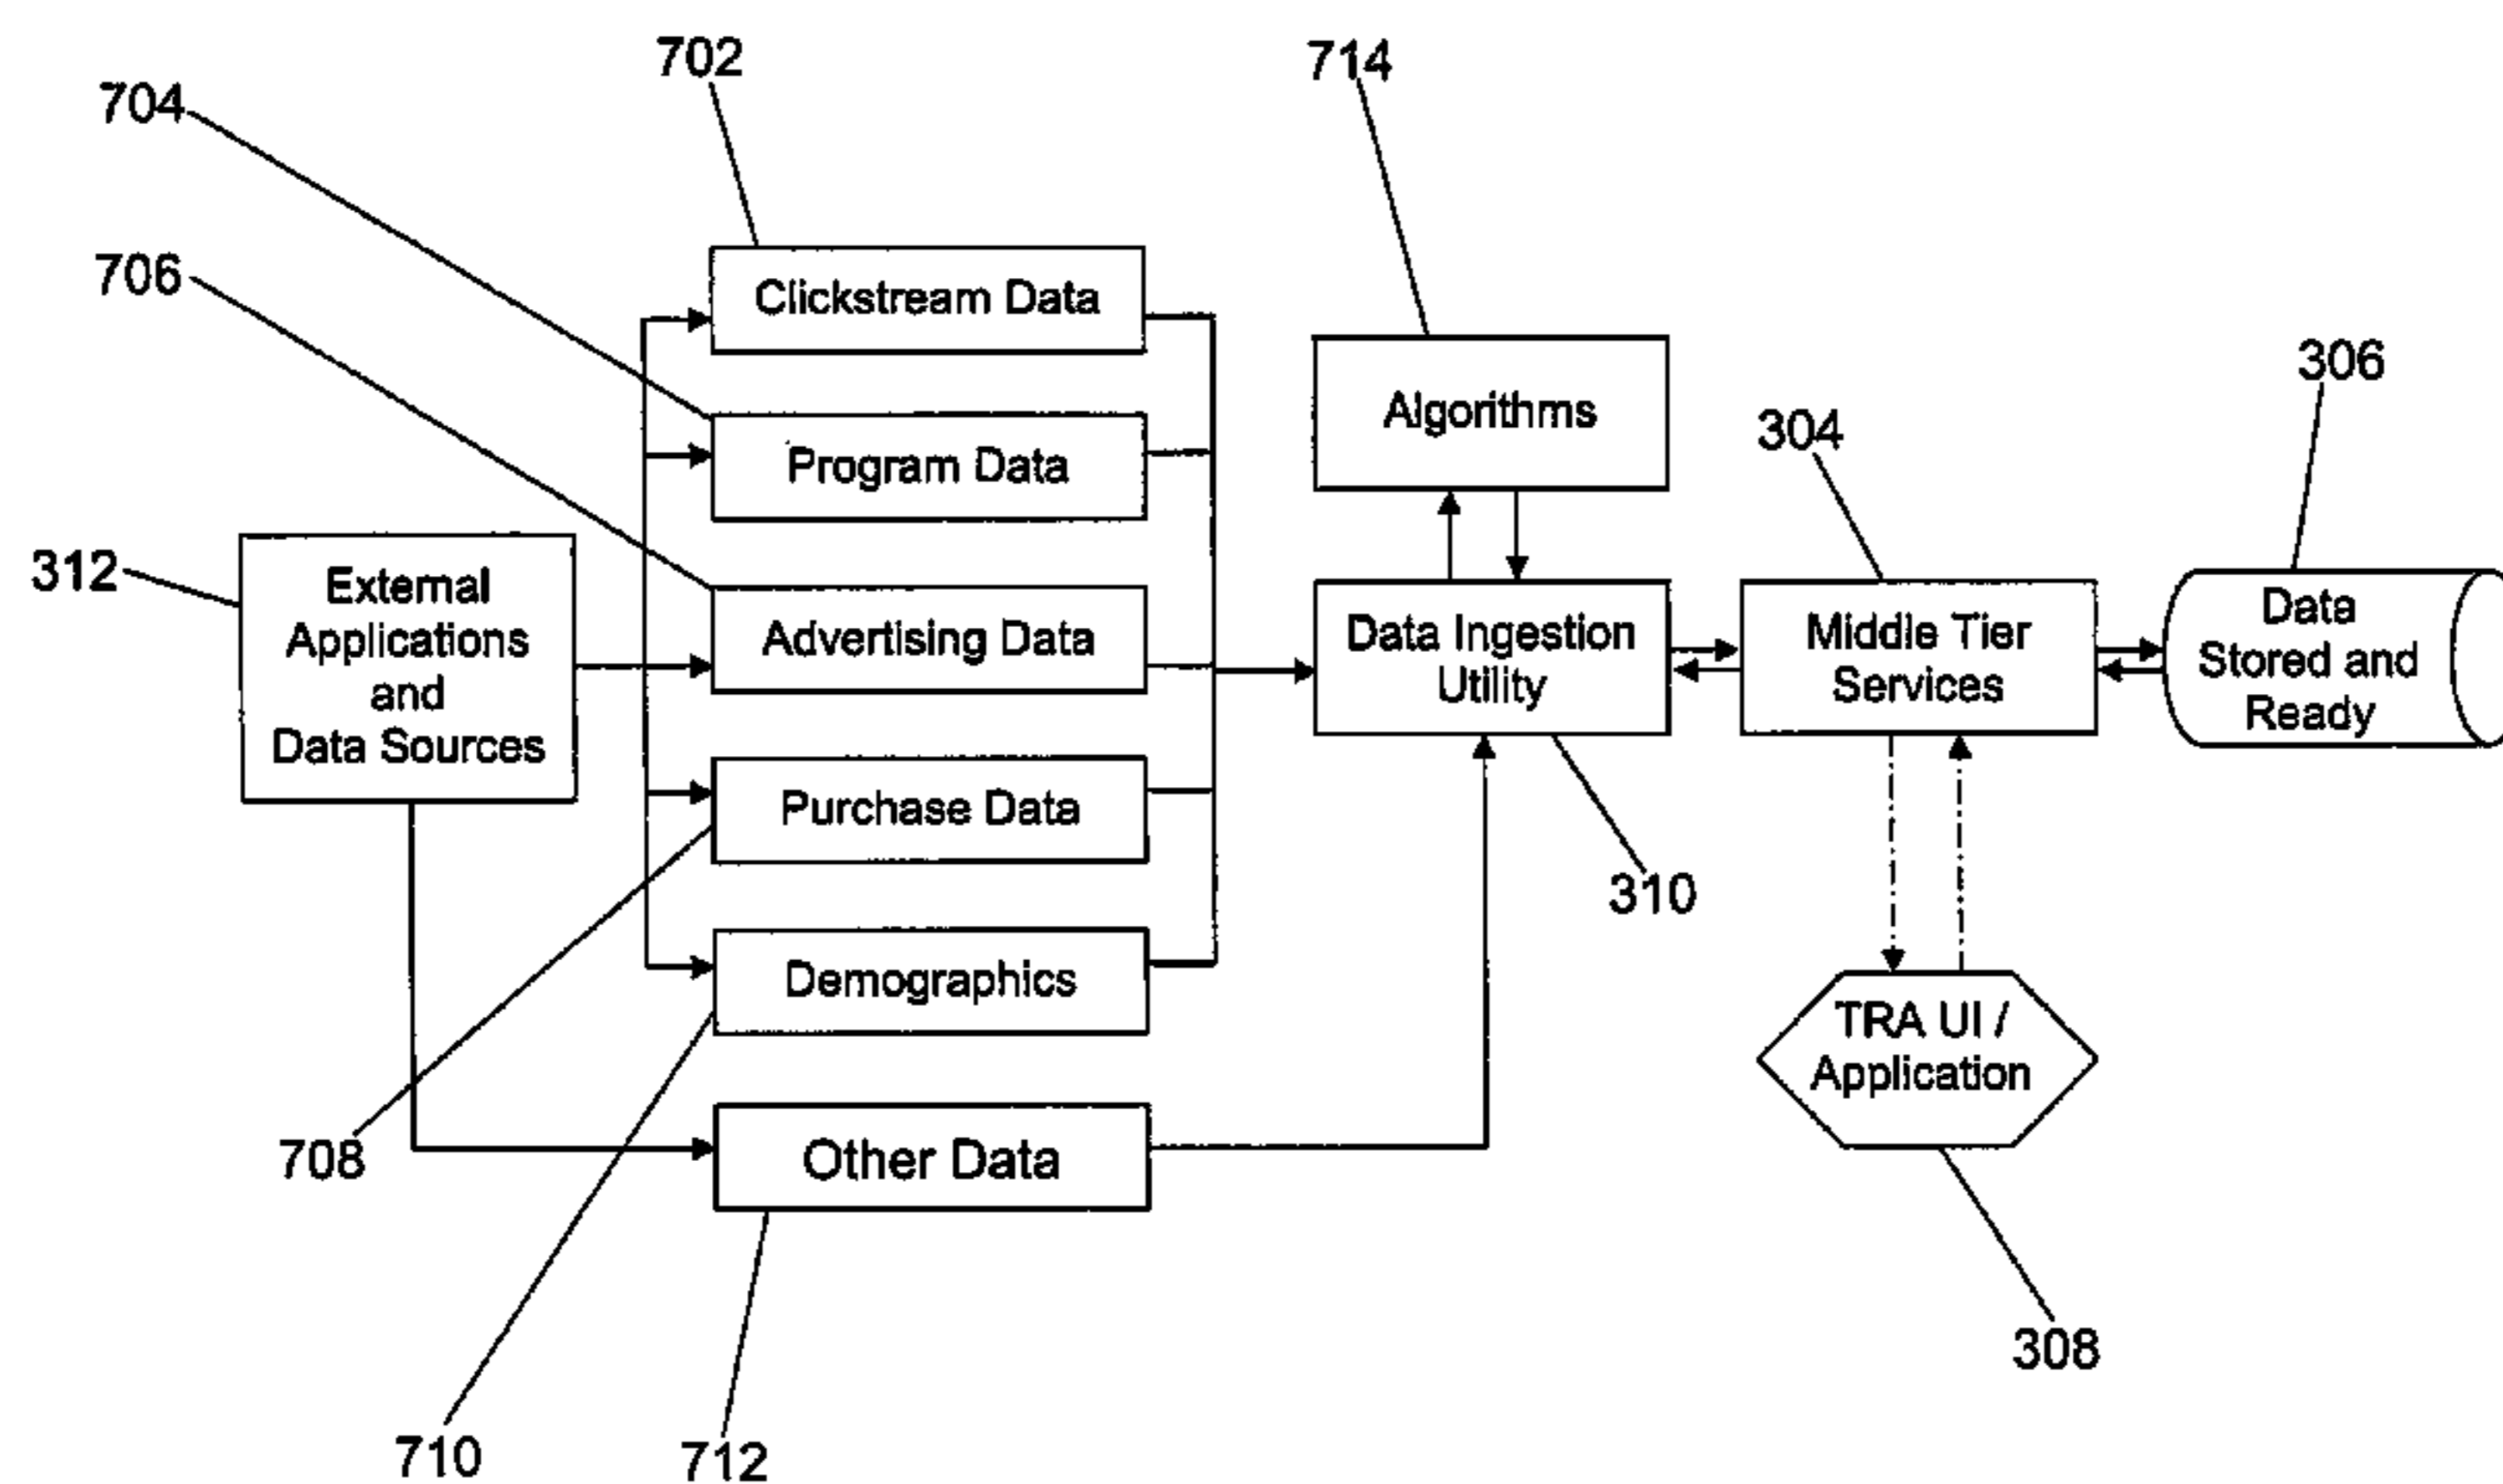 702
714
704
706
Clickstream Data
306
Algorithms
304
Program Data
312
External
Applications
and
Data Sources
Advertising Data
Data Ingestion
Utility
Middle Tier
Services
Data
Stored and
Ready
Purchase Data
310
Demographics
TRA UI /
Application
708
Other Data
308
710
712